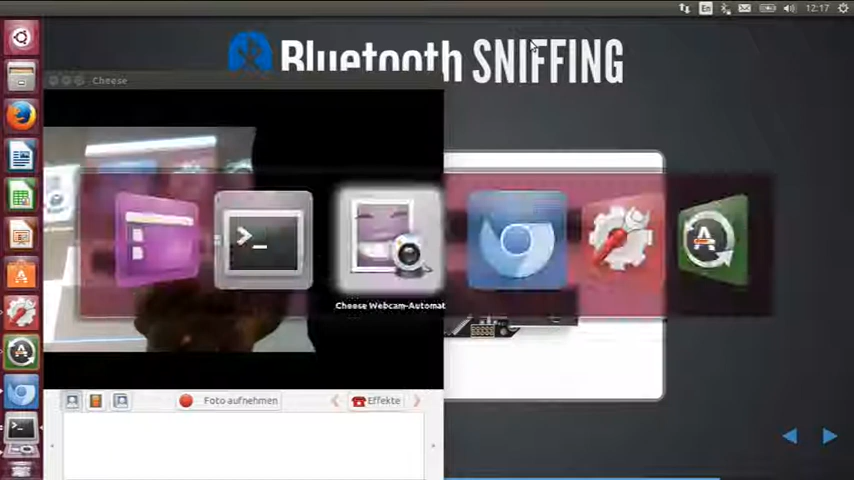 En
12:17
Bluetooth SNIFFING
Cheese
Cheese Webcam-Automat
Foto aufnehmen
Effekte